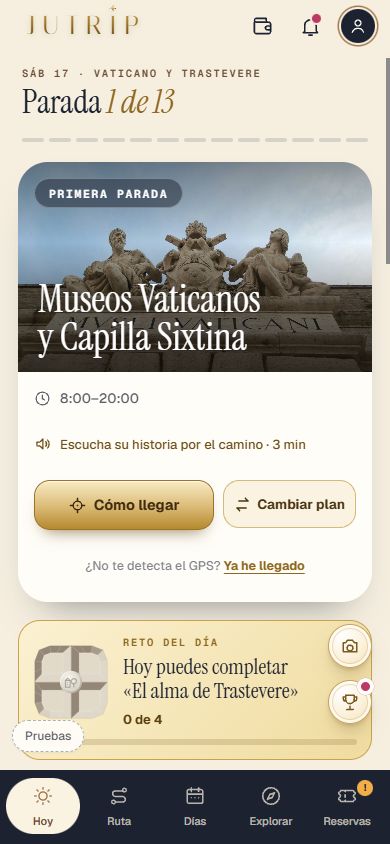 JUTRIP
SÁB 17 · VATICANO Y TRASTEVERE
Parada 1 de 13
PRIMERA PARADA
Museos Vaticanos
y Capilla Sixtina
8:00–20:00
Escucha su historia por el camino · 3 min
Cómo llegar
Cambiar plan
¿No te detecta el GPS? Ya he llegado
RETO DEL DÍA
Hoy puedes completar
«El alma de Trastevere»
0 de 4
Pruebas
!
Hoy
Ruta
Días
Explorar
Reservas